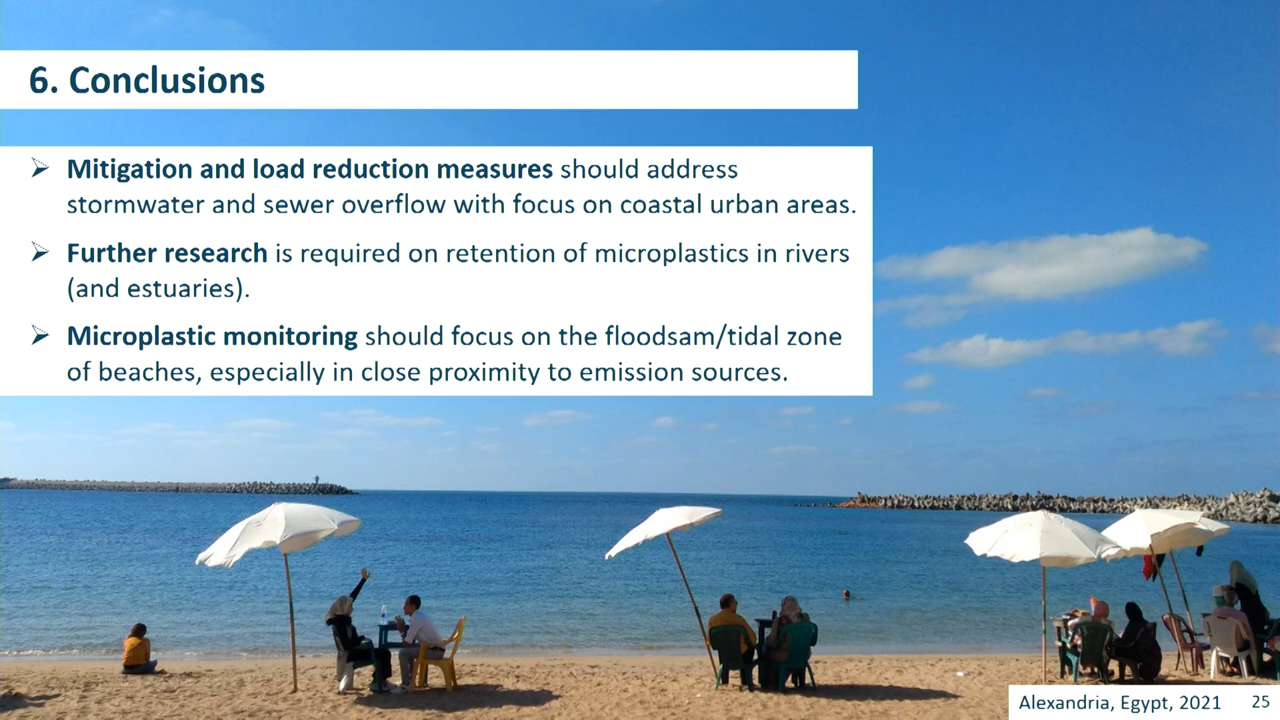 6. Conclusions
➢ Mitigation and load reduction measures should address
stormwater and sewer overflow with focus on coastal urban areas.
➢ Further research is required on retention of microplastics in rivers
(and estuaries).
➢ Microplastic monitoring should focus on the floodsam/tidal zone
of beaches, especially in close proximity to emission sources.
Alexandria, Egypt, 2021 25